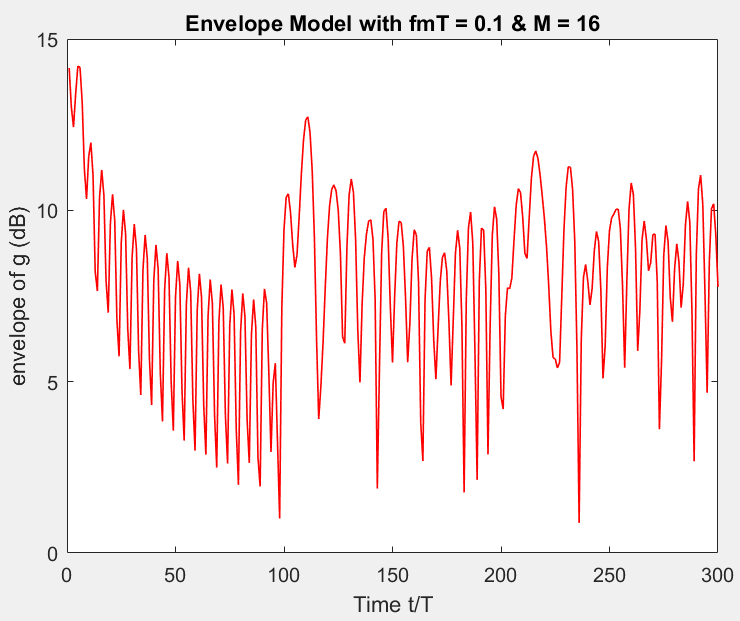 Envelope Model with fmT = 0.1 & M = 16
15
10
5
0
envelope of g (dB)
0 50 100 150 200 250 300
Time t/T